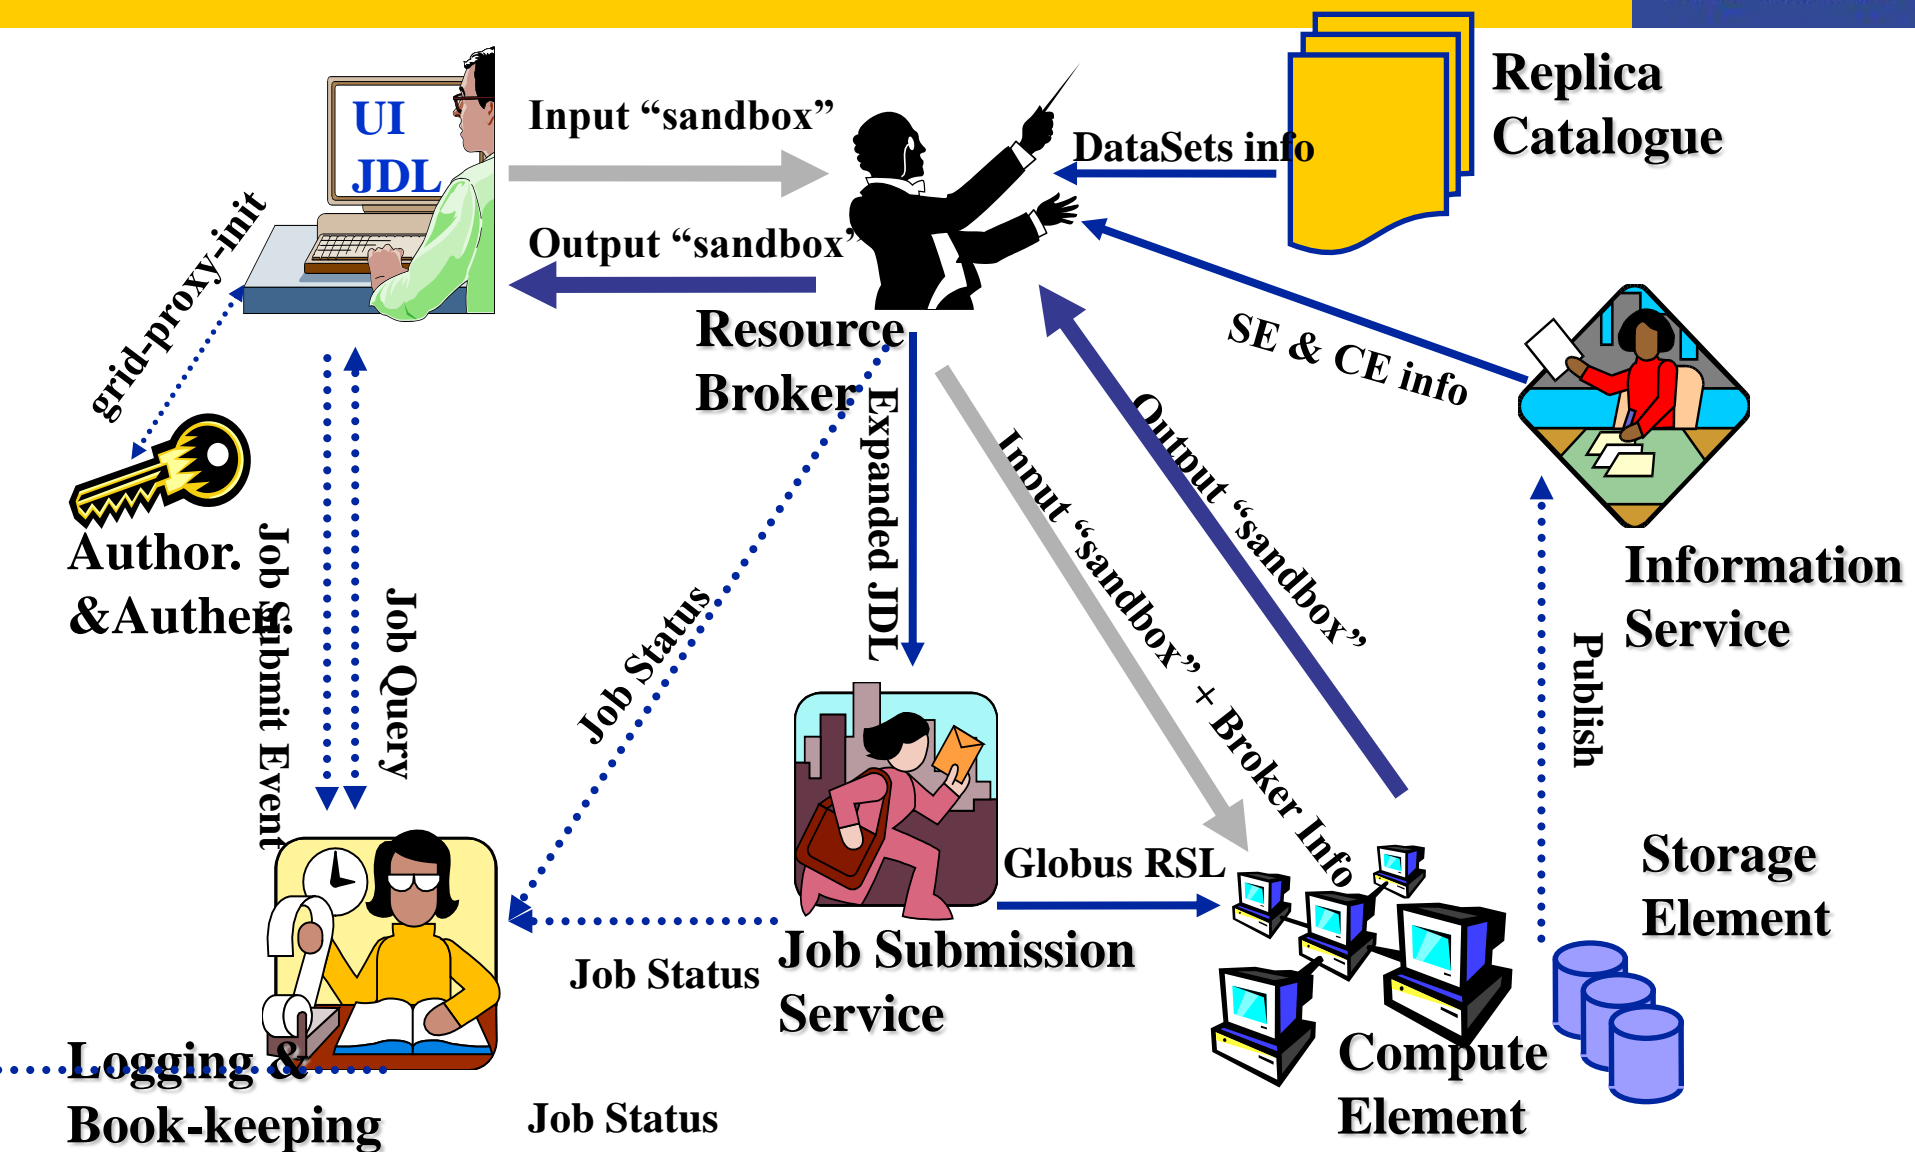 UI
JDL
Input “sandbox”
Output “sandbox”
DataSets info
Replica
Catalogue
grid-proxy-init
Resource
Broker
SE & CE info
Author.
&Authen.
Job Submit Event
Job Query
Job Status
Expanded JDL
Input “sandbox” + Broker Info
Output “sandbox”
Information
Service
Publish
Globus RSL
Storage
Element
Job Status
Job Submission
Service
Logging &
Book-keeping
Job Status
Compute
Element